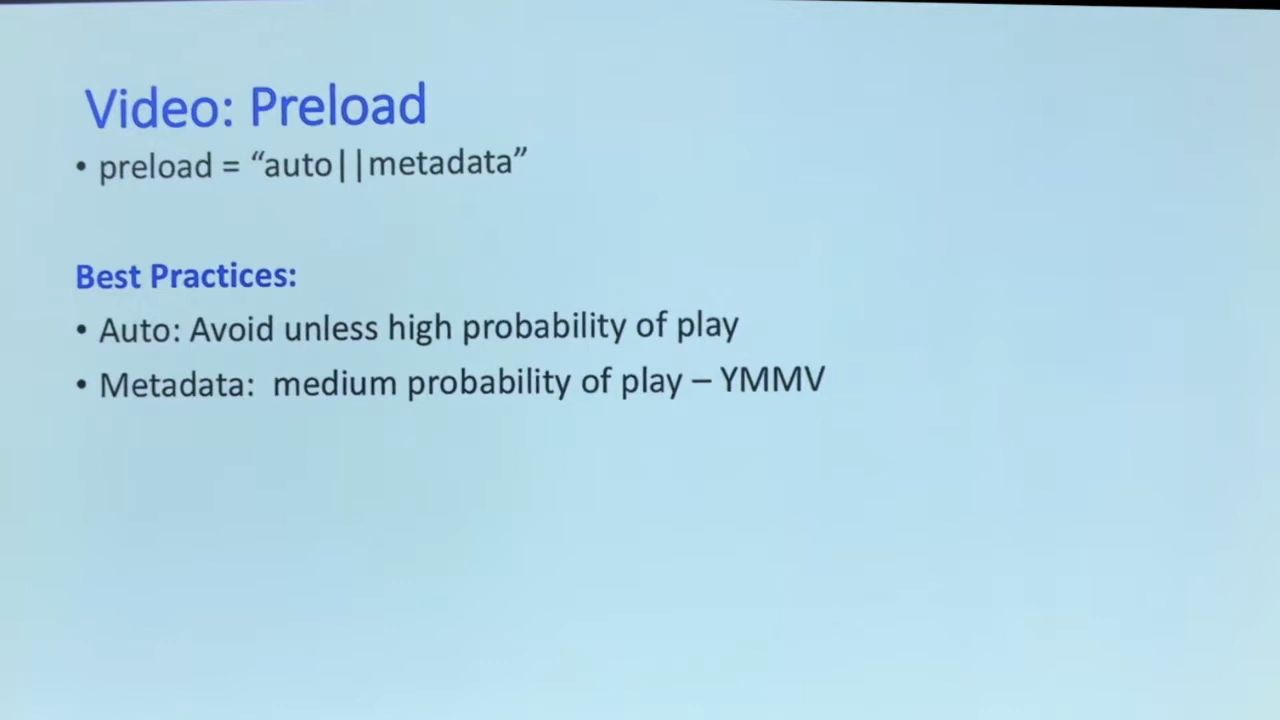 Video: Preload
• preload = “auto||metadata”
Best Practices:
• Auto: Avoid unless high probability of play
• Metadata: medium probability of play – YMMV